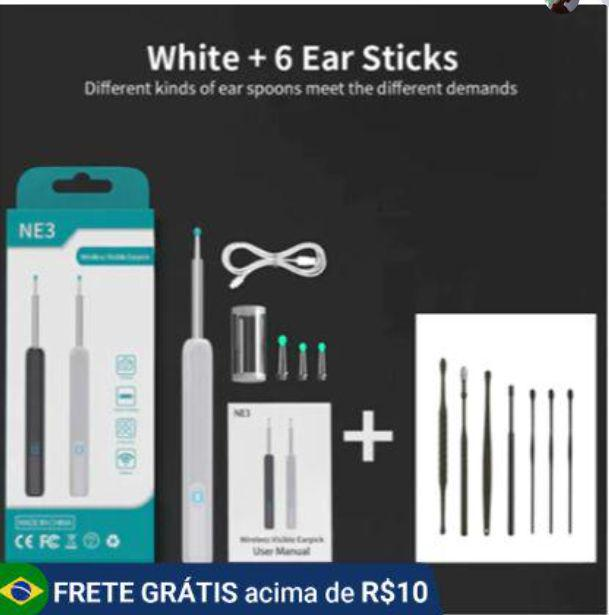 White + 6 Ear Sticks
Different kinds of ear spoons meet the different demands
NE3
Wireless Visible Earpick
MADE IN CHINA
CE FC
NE3
Wireless Visible Earpick
User Manual
+
FRETE GRÁTIS acima de R$10